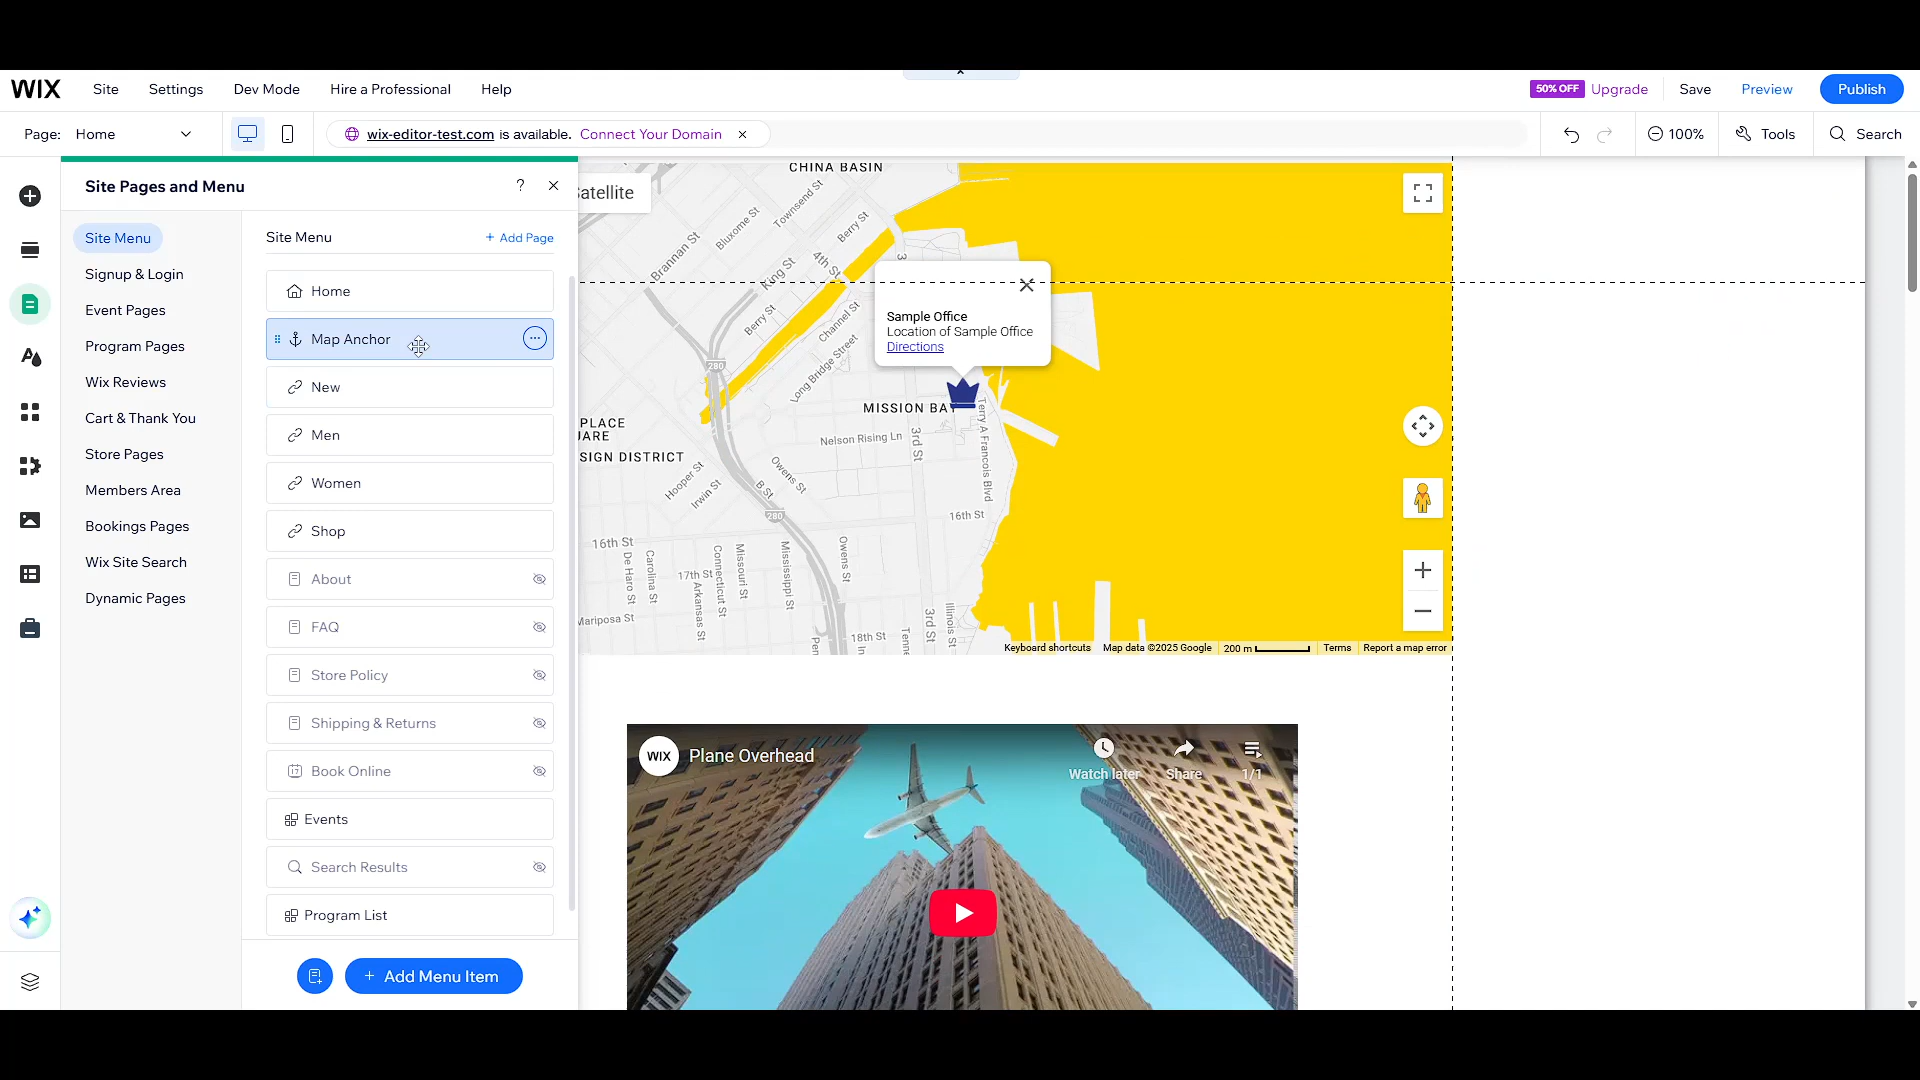 WIX
Site
Settings
Dev Mode
Hire a Professional
Help
50% OFF
Upgrade
Save
Preview
Publish
Page:
Home
wix-editor-test.com is available. Connect Your Domain
100%
Tools
Search
Site Pages and Menu
?
Site Menu
Signup & Login
Event Pages
Program Pages
Wix Reviews
Cart & Thank You
Store Pages
Members Area
Bookings Pages
Wix Site Search
Dynamic Pages
Site Menu
+ Add Page
Home
Map Anchor
New
Men
Women
Shop
About
FAQ
Store Policy
Shipping & Returns
Book Online
Events
Search Results
Program List
+ Add Menu Item
CHINA BASIN
Townsend St
Bluxome St
Berry St
Brannan St
4th St
King St
Berry St
Channel St
Long Bridge Street
280
Sample Office
Location of Sample Office
Directions
MISSION BAY
PLACE
SIGN DISTRICT
Nelson Rising Ln
3rd St
Terry A Francois Blvd
Hooper St
Irwin St
Owens St
B St
280
16th St
16th St
De Haro St
Carolina St
17th St
Arkansas St
Connecticut St
Missouri St
Mississippi St
Owens St
3rd St
Illinois St
Mariposa St
18th St
Keyboard shortcuts
Map data ©2025 Google
200 m
Terms
Report a map error
WIX
Plane Overhead
Watch later
Share
1/1